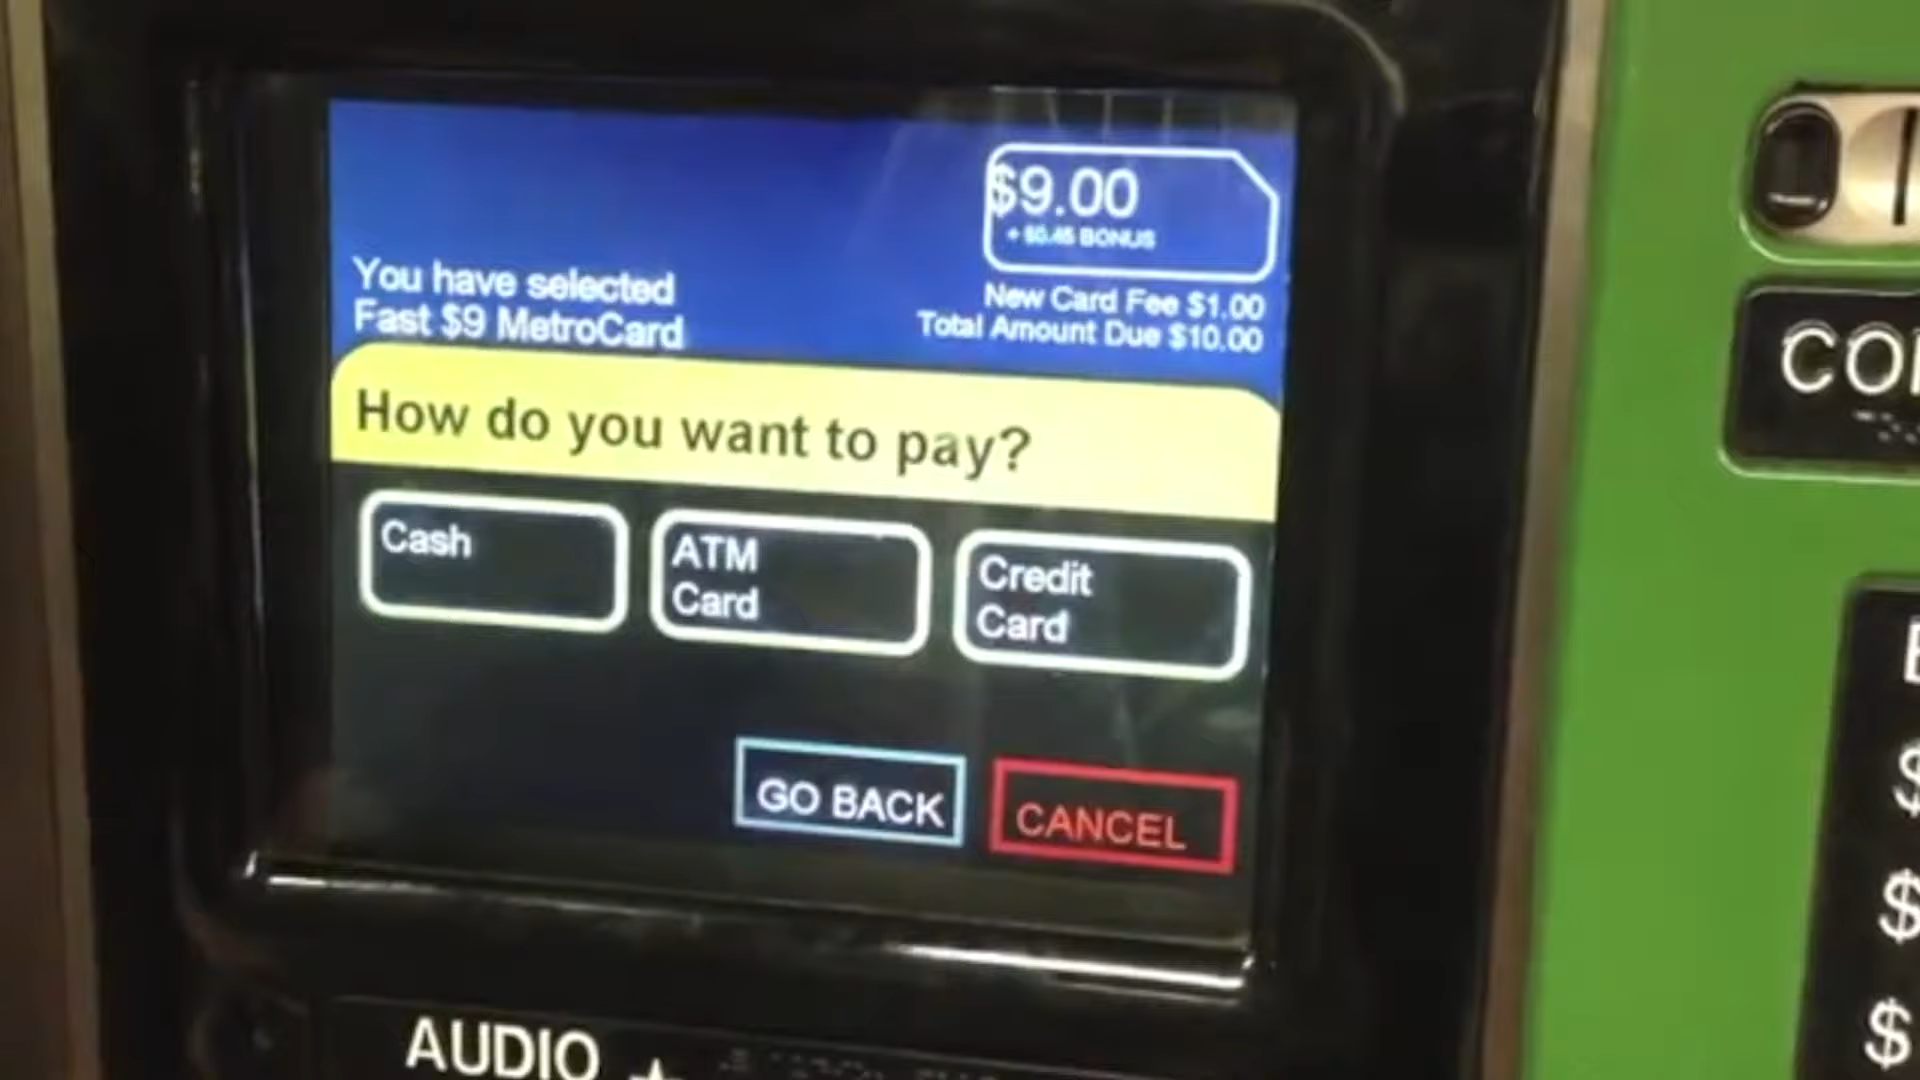 $9.00
+ $0.45 BONUS
You have selected
Fast $9 MetroCard
New Card Fee $1.00
Total Amount Due $10.00
How do you want to pay?
Cash
ATM
Card
Credit
Card
GO BACK
CANCEL
AUDIO
$
$
$